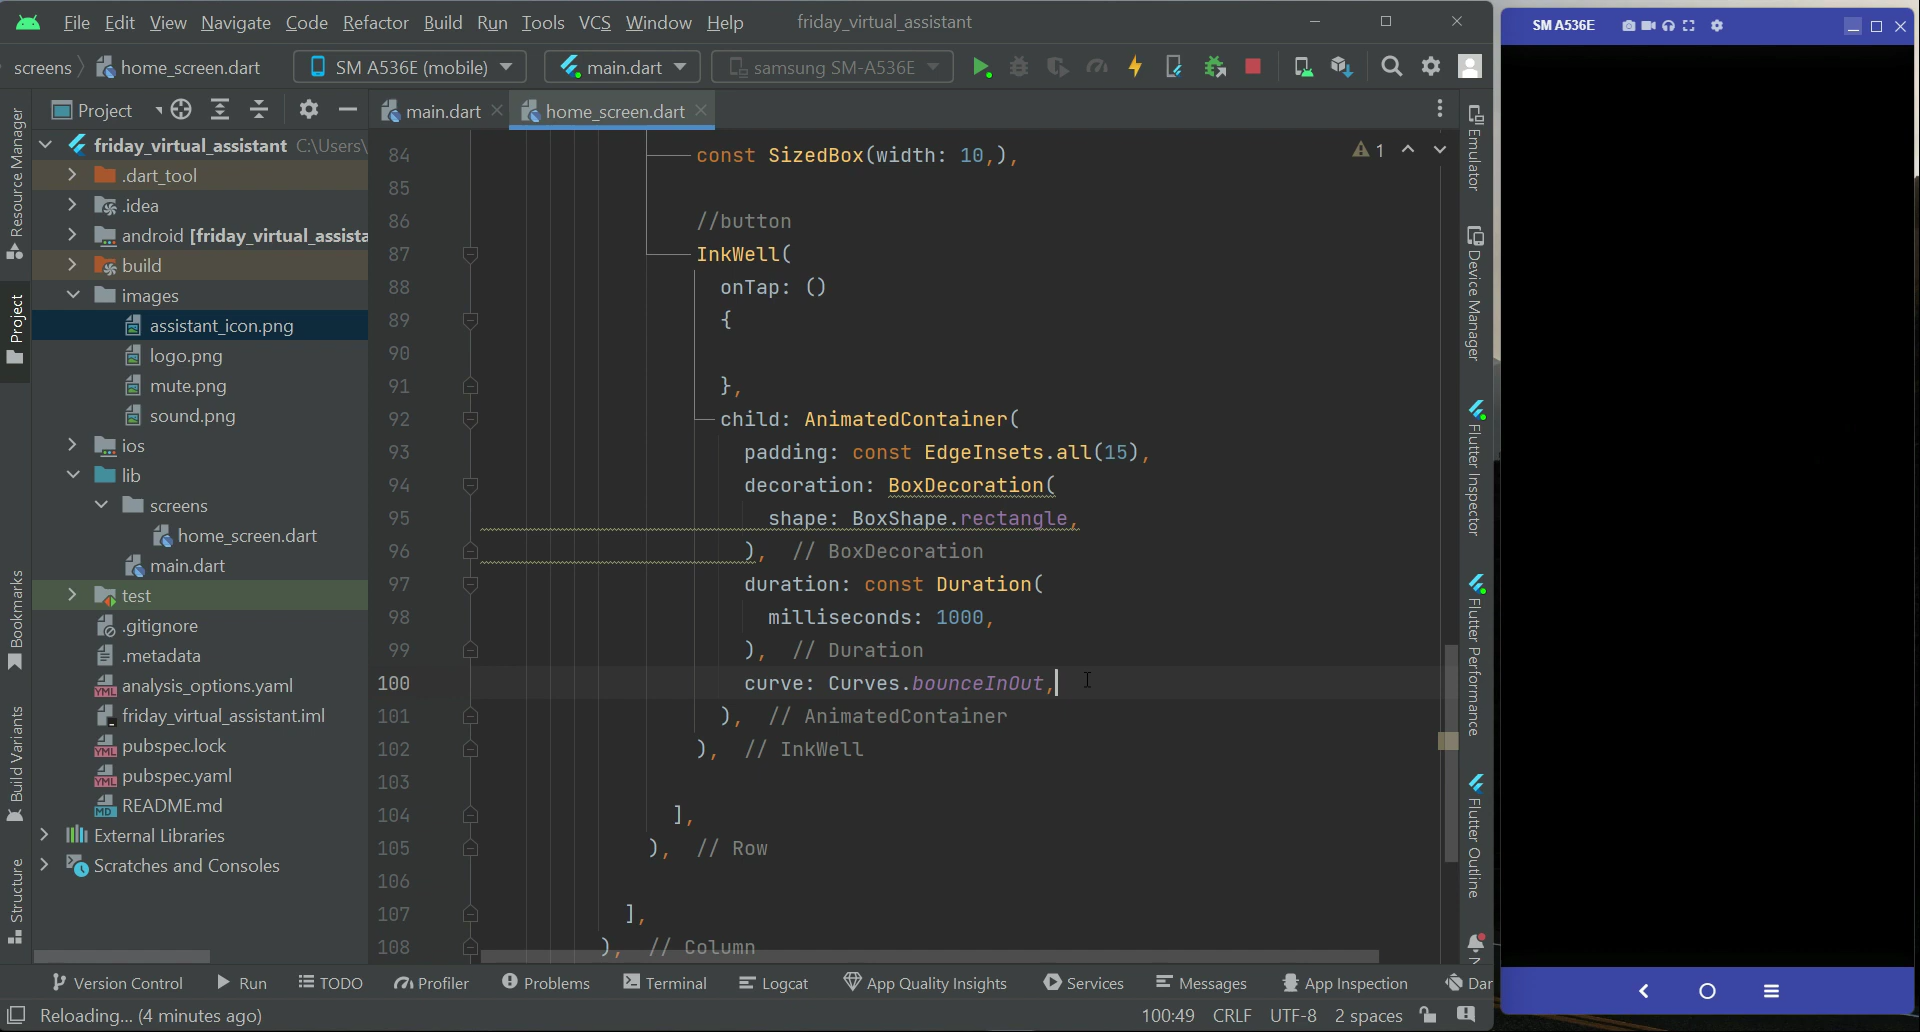 File Edit View Navigate Code Refactor Build Run Tools VCS Window Help friday_virtual_assistant
SM A536E
screens home_screen.dart SM A536E (mobile) main.dart samsung SM-A536E
Project main.dart home_screen.dart
Resource Manager
Project
Bookmarks
Build Variants
Structure
friday_virtual_assistant C:\Users\
.dart_tool
.idea
android [friday_virtual_assista
build
images
assistant_icon.png
logo.png
mute.png
sound.png
ios
lib
screens
home_screen.dart
main.dart
test
.gitignore
.metadata
analysis_options.yaml
friday_virtual_assistant.iml
pubspec.lock
pubspec.yaml
README.md
External Libraries
Scratches and Consoles
84 const SizedBox(width: 10,),
85
86 //button
87 InkWell(
88 onTap: ()
89 {
90
91 },
92 child: AnimatedContainer(
93 padding: const EdgeInsets.all(15),
94 decoration: BoxDecoration(
95 shape: BoxShape.rectangle,
96 ), // BoxDecoration
97 duration: const Duration(
98 milliseconds: 1000,
99 ), // Duration
100 curve: Curves.bounceInOut,
101 ), // AnimatedContainer
102 ), // InkWell
103
104 ],
105 ), // Row
106
107 ],
108 ), // Column
1
Emulator
Device Manager
Flutter Inspector
Flutter Performance
Flutter Outline
Version Control Run TODO Profiler Problems Terminal Logcat App Quality Insights Services Messages App Inspection Dar
Reloading... (4 minutes ago) 100:49 CRLF UTF-8 2 spaces